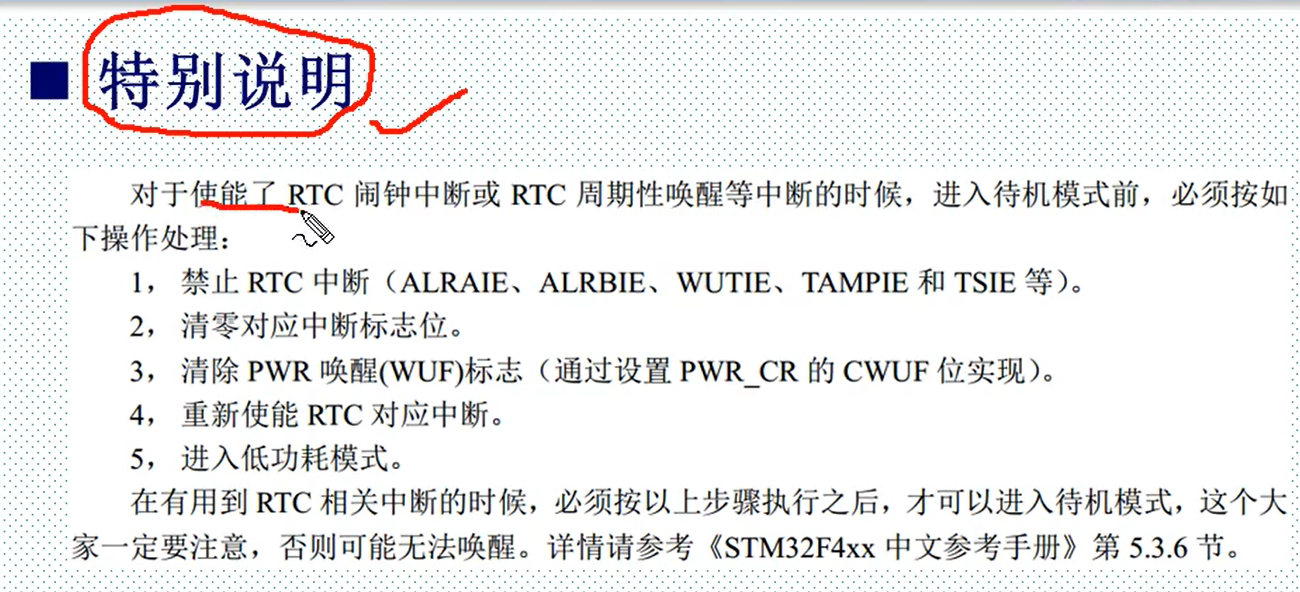 特别说明
对于使能了 RTC 闹钟中断或 RTC 周期性唤醒等中断的时候，进入待机模式前，必须按如
下操作处理：
1， 禁止 RTC 中断（ALRAIE、ALRBIE、WUTIE、TAMPIE 和 TSIE 等）。
2， 清零对应中断标志位。
3， 清除 PWR 唤醒(WUF)标志（通过设置 PWR_CR 的 CWUF 位实现）。
4， 重新使能 RTC 对应中断。
5， 进入低功耗模式。
在有用到 RTC 相关中断的时候，必须按以上步骤执行之后，才可以进入待机模式，这个大
家一定要注意，否则可能无法唤醒。详情请参考《STM32F4xx 中文参考手册》第 5.3.6 节。